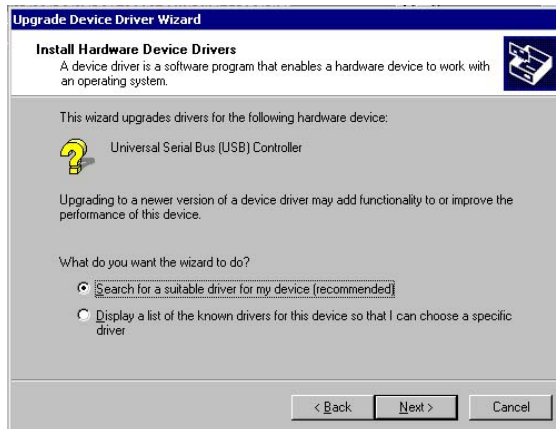 Upgrade Device Driver Wizard
Install Hardware Device Drivers
A device driver is a software program that enables a hardware device to work with
an operating system.
This wizard upgrades drivers for the following hardware device:
Universal Serial Bus (USB) Controller
Upgrading to a newer version of a device driver may add functionality to or improve the
performance of this device.
What do you want the wizard to do?
Search for a suitable driver for my device (recommended)
Display a list of the known drivers for this device so that I can choose a specific
driver
< Back
Next >
Cancel